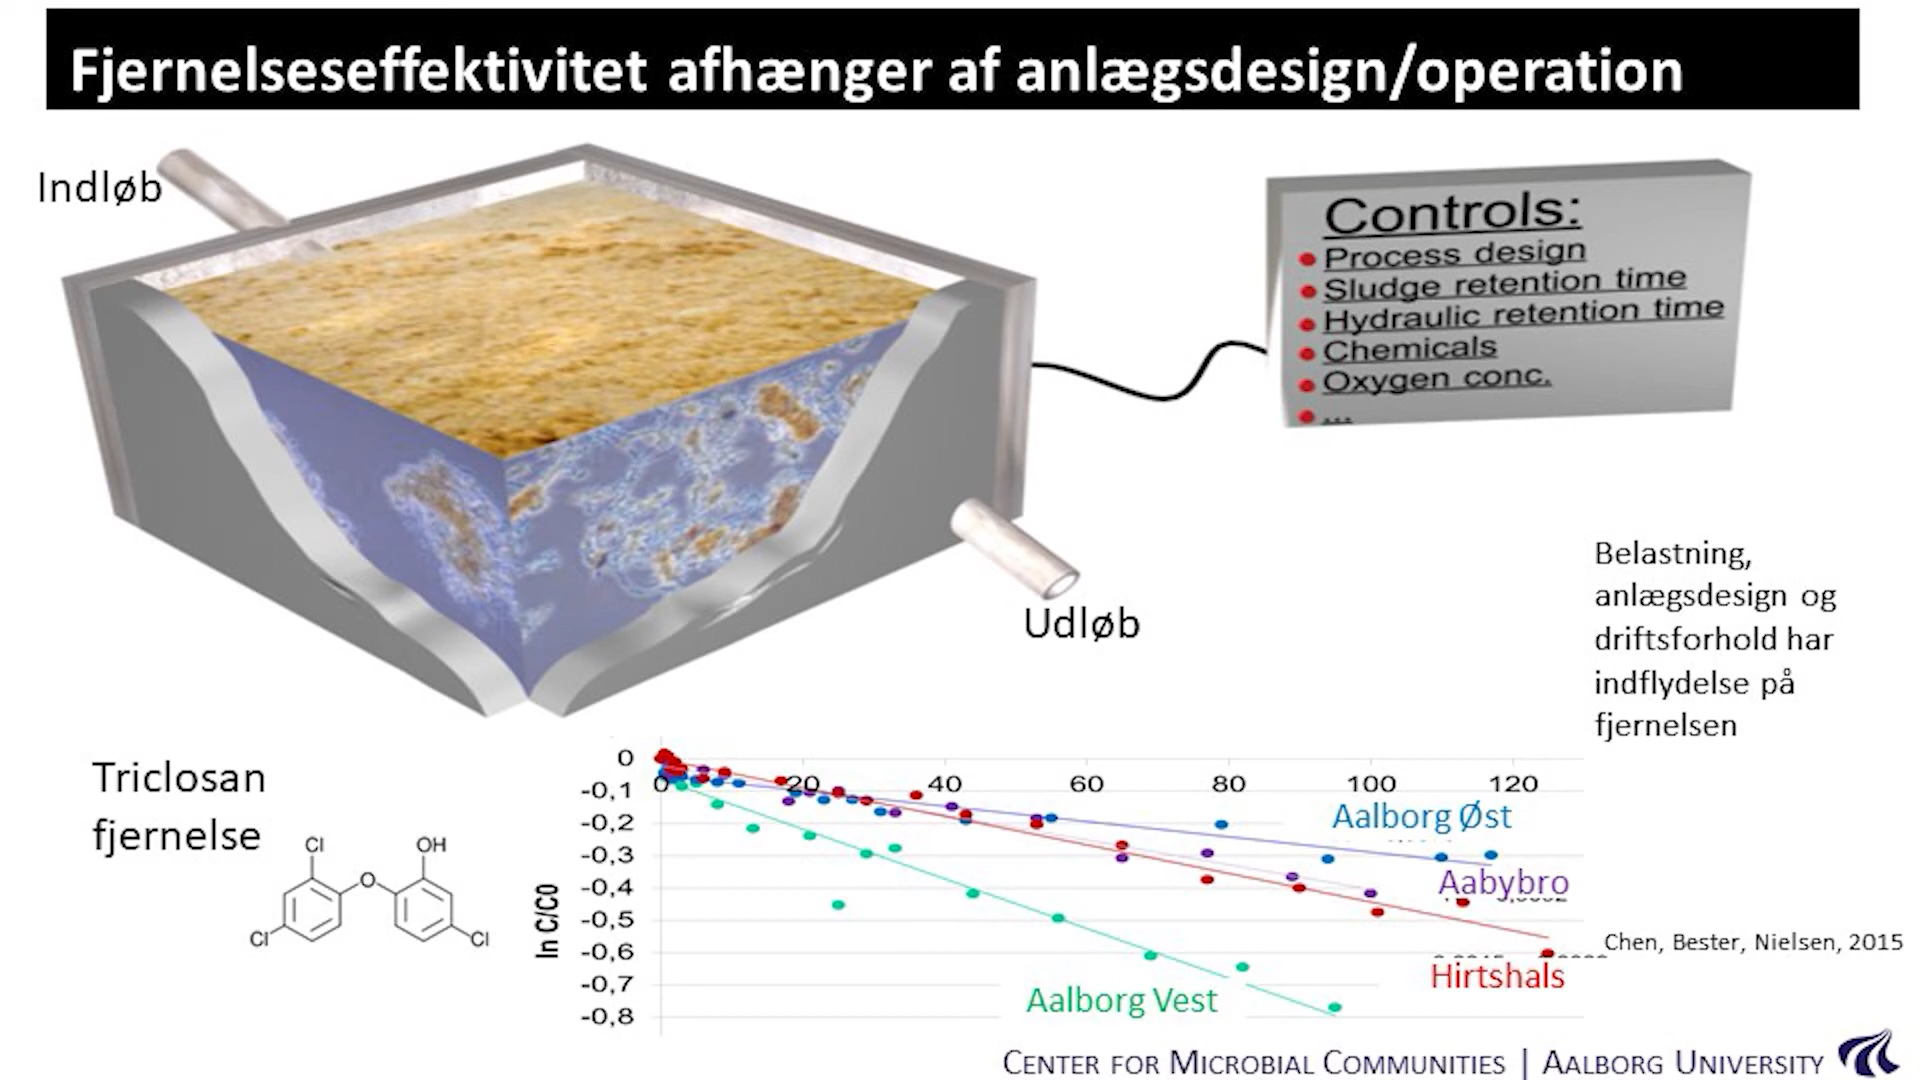 Fjernelseseffektivitet afhænger af anlægsdesign/operation
Indløb
Controls:
Process design
Sludge retention time
Hydraulic retention time
Chemicals
Oxygen conc.
...
Udløb
Belastning,
anlægsdesign og
driftsforhold har
indflydelse på
fjernelsen
Triclosan
fjernelse
Cl
OH
O
Cl
Cl
ln C/C0
0
-0,1
-0,2
-0,3
-0,4
-0,5
-0,6
-0,7
-0,8
0 20 40 60 80 100 120
Aalborg Øst
Aabybro
Hirtshals
Aalborg Vest
Chen, Bester, Nielsen, 2015
CENTER FOR MICROBIAL COMMUNITIES | AALBORG UNIVERSITY